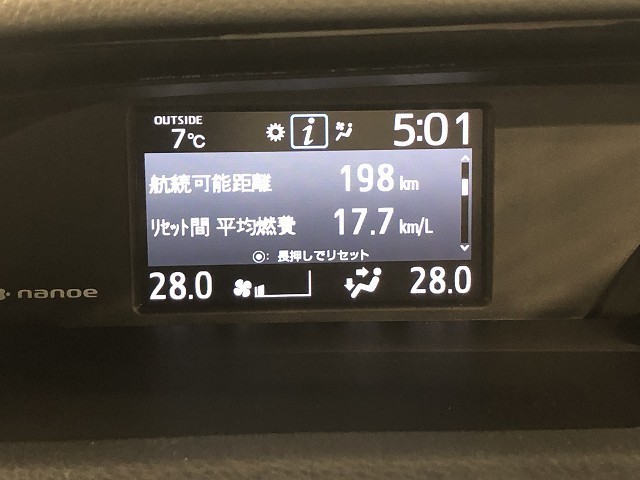 OUTSIDE
7℃
i
5:01
航続可能距離 198 km
リセット間 平均燃費 17.7 km/L
◉: 長押しでリセット
28.0 28.0
nanoe